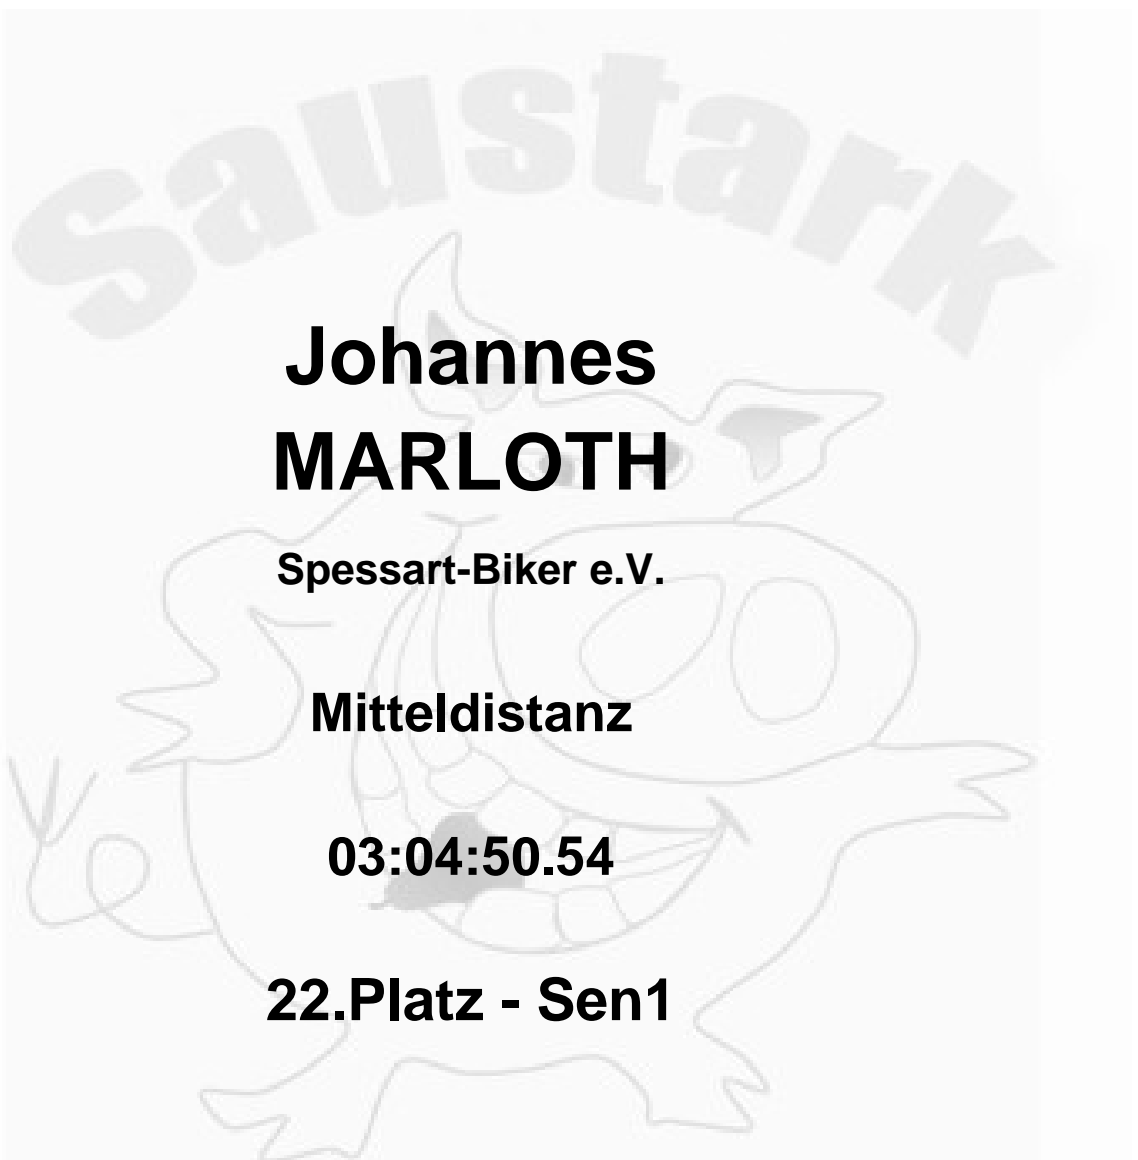 Saustark
Johannes
MARLOTH
Spessart-Biker e.V.
Mitteldistanz
03:04:50.54
22.Platz - Sen1